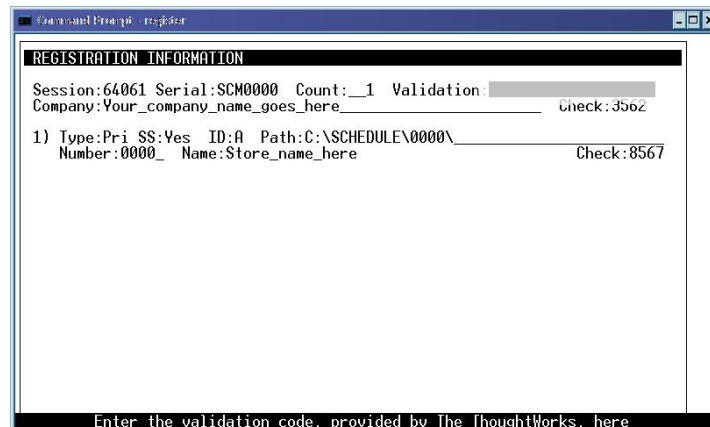 Command Prompt - register
REGISTRATION INFORMATION
Session:64061 Serial:SCM0000 Count:__1 Validation:
Company:Your_company_name_goes_here______________________ Check:3562
1) Type:Pri SS:Yes ID:A Path:C:\SCHEDULE\0000\_______________________
Number:0000_ Name:Store_name_here Check:8567
Enter the validation code, provided by The ThoughtWorks, here